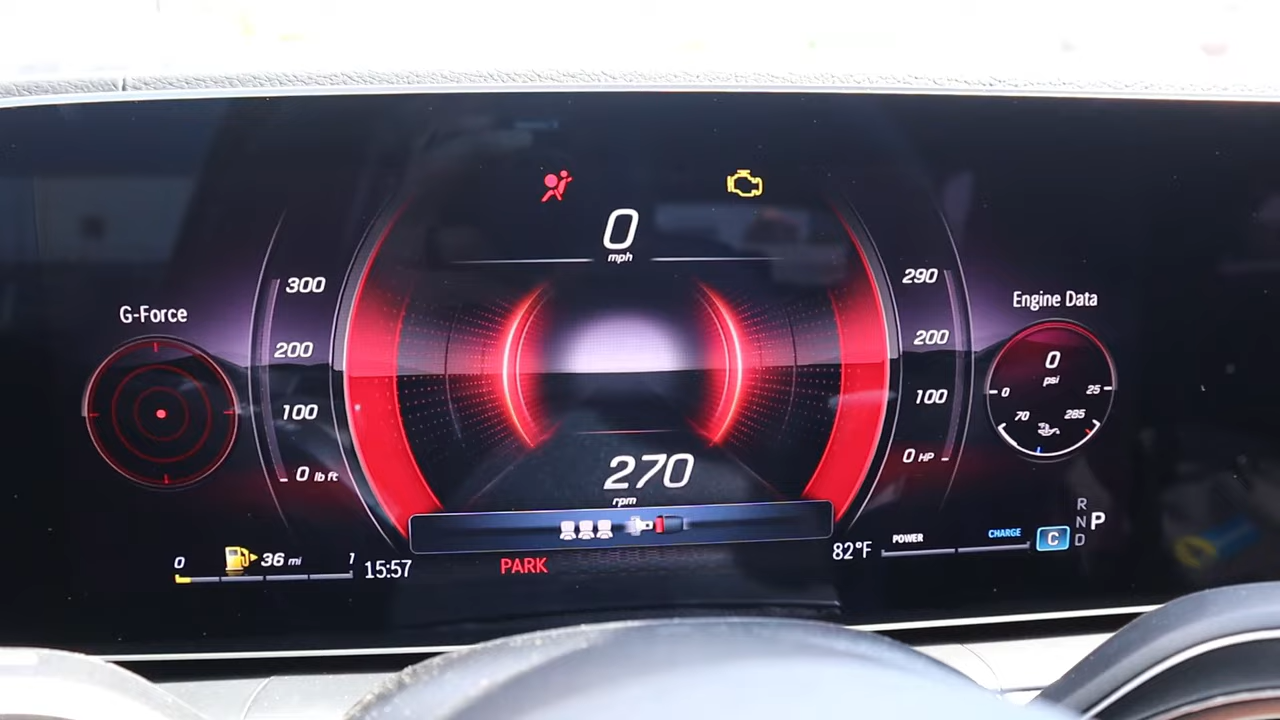 0
mph
G-Force
300
200
100
0 lb ft
290
200
100
0 HP
Engine Data
0
psi
0 25
70 285
270
rpm
0 36 mi 1
15:57
PARK
82°F
POWER CHARGE
C
R
N P
D